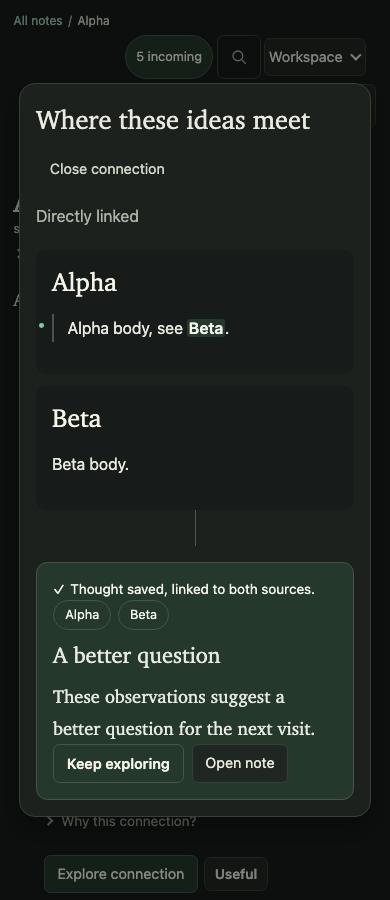 All notes / Alpha
5 incoming
Workspace
Where these ideas meet
Close connection
Directly linked
Alpha
Alpha body, see Beta.
Beta
Beta body.
✓ Thought saved, linked to both sources.
Alpha Beta
A better question
These observations suggest a
better question for the next visit.
Keep exploring Open note
Why this connection?
Explore connection Useful